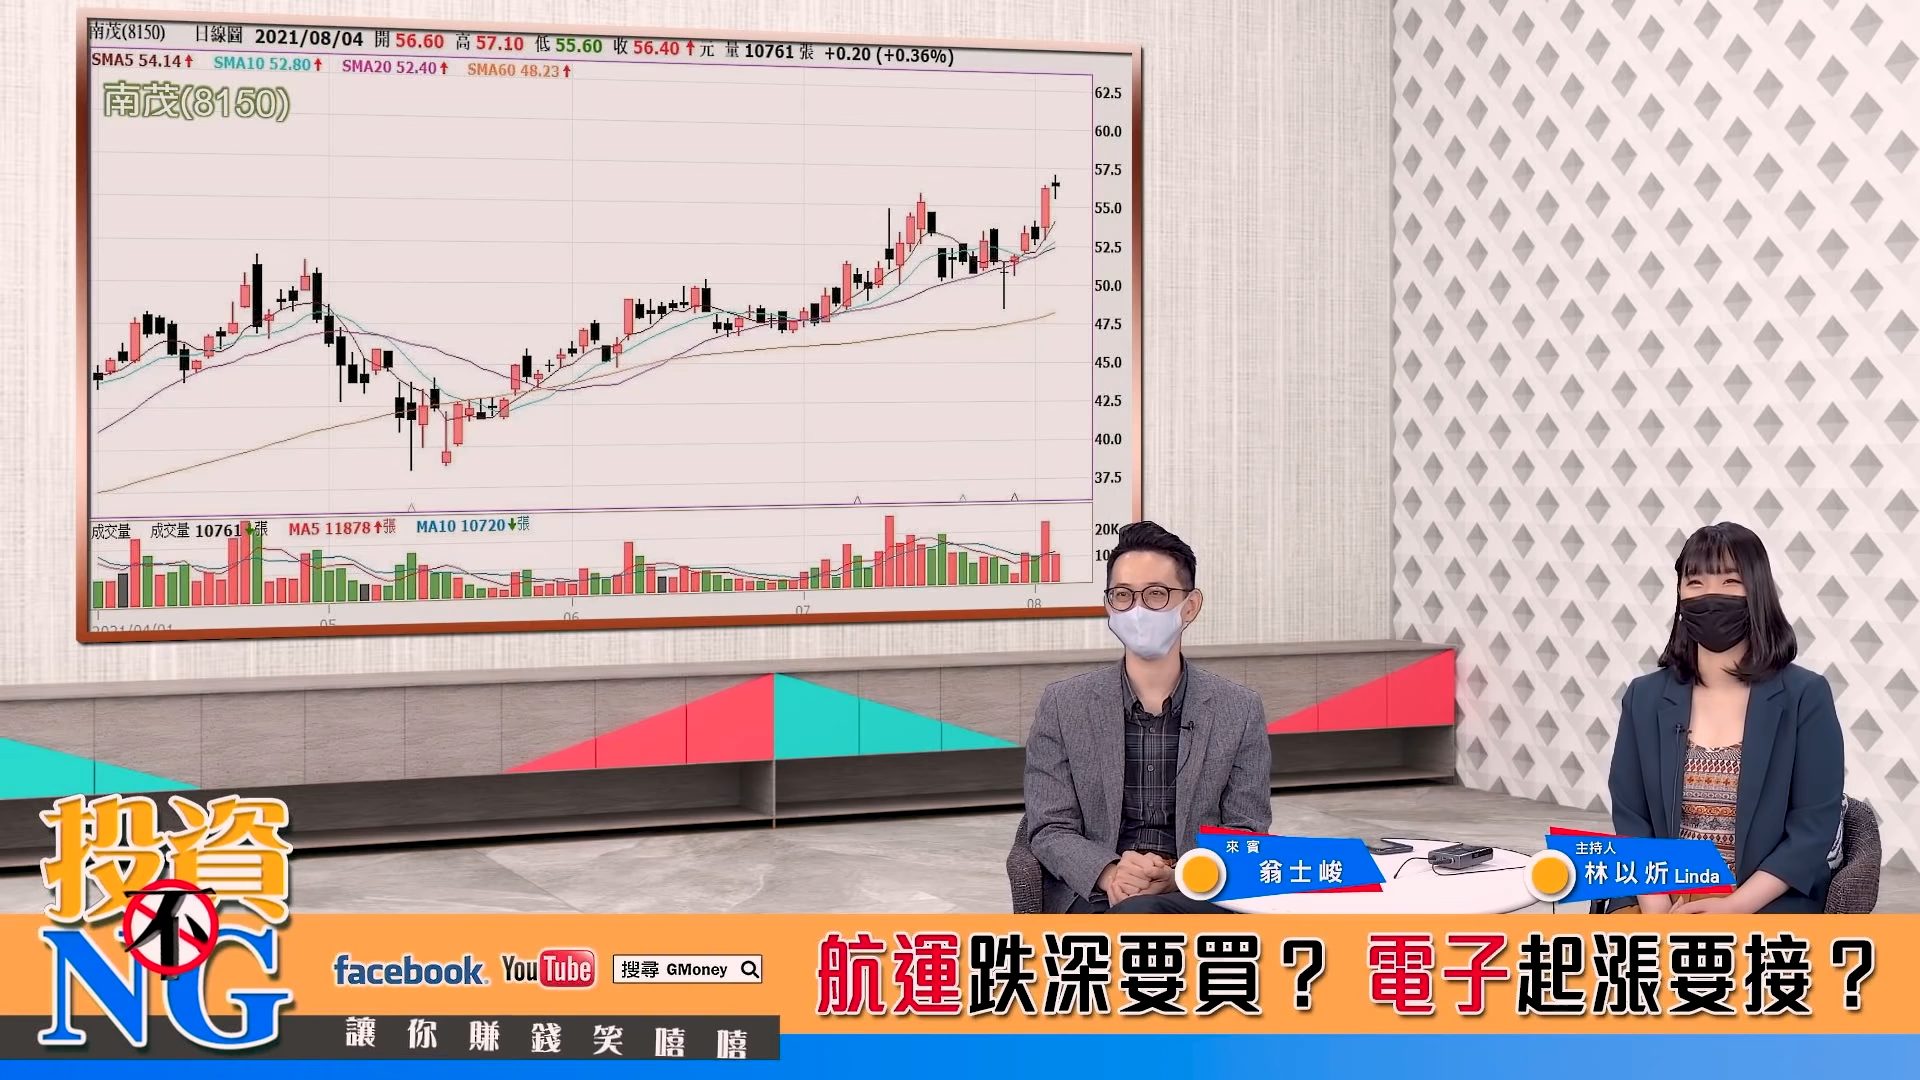 南茂(8150) 日線圖 2021/08/04 開 56.60 高 57.10 低 55.60 收 56.40↑元 量 10761 張 +0.20 (+0.36%)
SMA5 54.14↑ SMA10 52.80↑ SMA20 52.40↑ SMA60 48.23↑
南茂(8150)
62.5
60.0
57.5
55.0
52.5
50.0
47.5
45.0
42.5
40.0
37.5
成交量 成交量 10761↓張 MA5 11878↑張 MA10 10720↓張
20K
2021/04/01 05 06 07 08
來賓
翁士峻
主持人
林以炘 Linda
投資
不
NG
facebook YouTube 搜尋 GMoney
讓你賺錢笑嘻嘻
航運跌深要買？ 電子起漲要接？